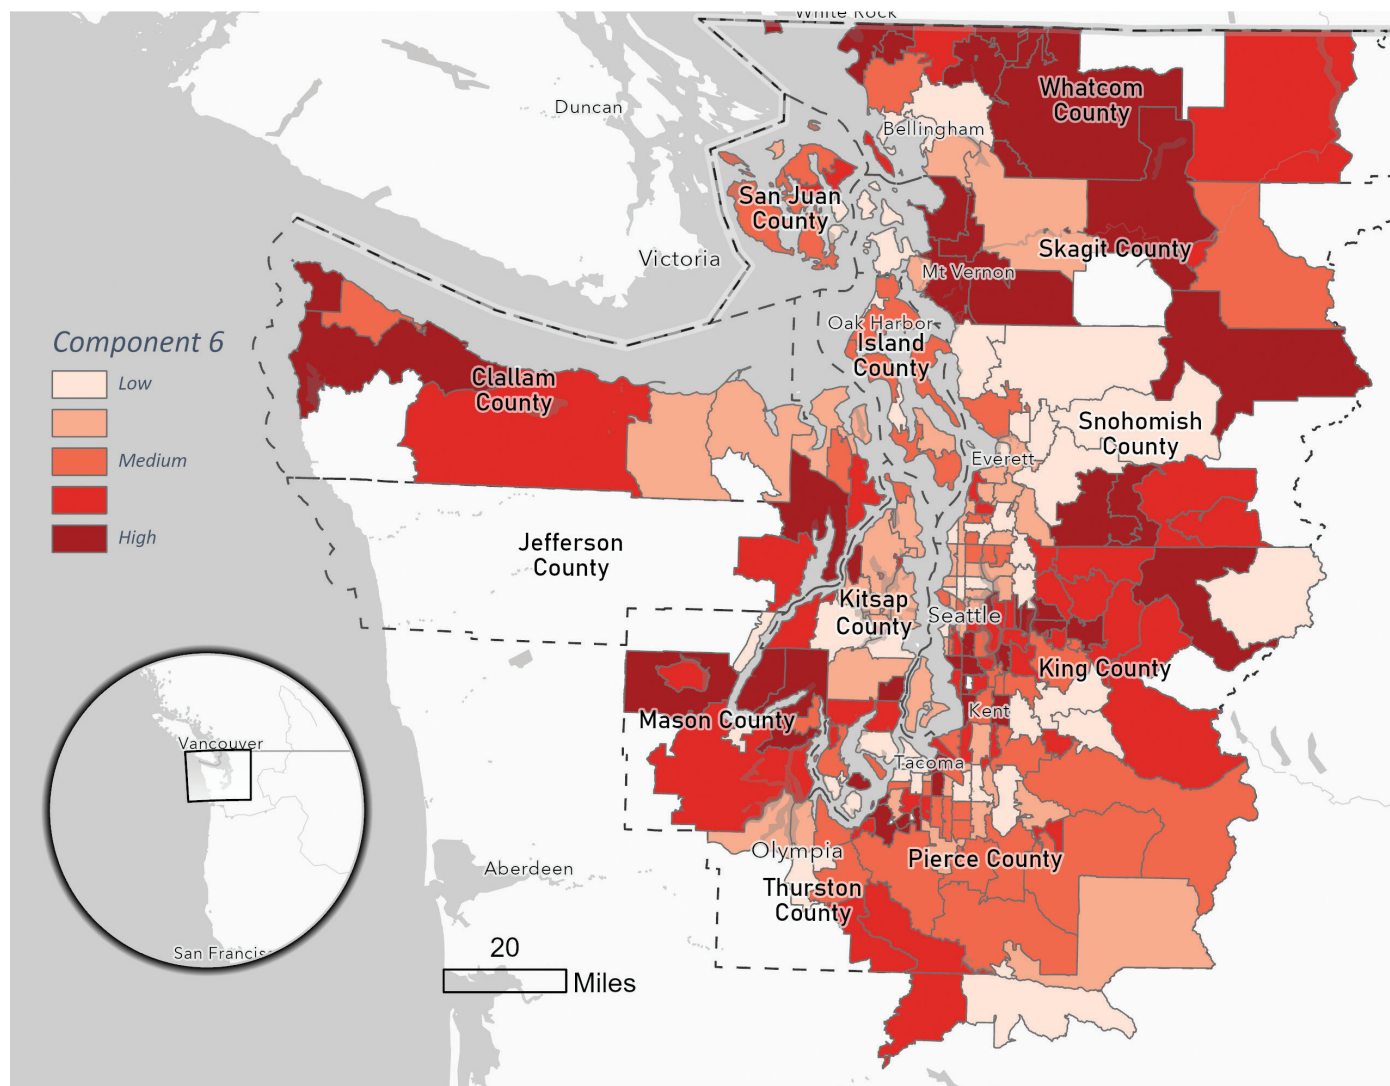 White Rock
Whatcom
County
Duncan
Bellingham
San Juan
County
Victoria
Skagit County
Mt Vernon
Oak Harbor
Island
County
Component 6
Low
Medium
High
Clallam
County
Snohomish
County
Everett
Jefferson
County
Kitsap
County
Seattle
King County
Mason County
Kent
Vancouver
Tacoma
Olympia
Pierce County
Aberdeen
Thurston
County
San Francis
20
Miles